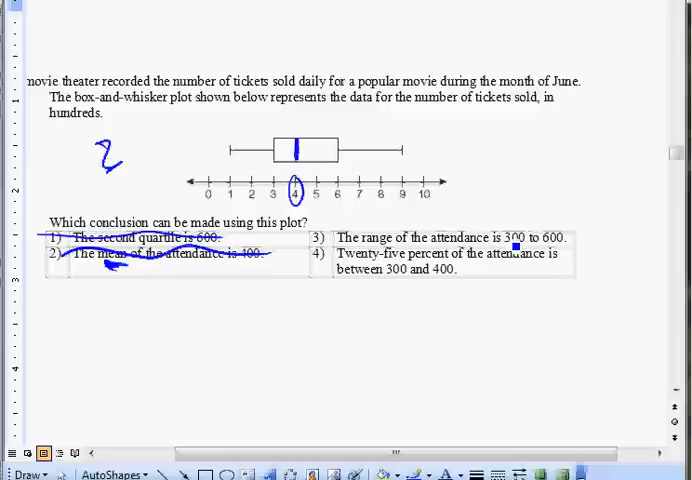 movie theater recorded the number of tickets sold daily for a popular movie during the month of June.
The box-and-whisker plot shown below represents the data for the number of tickets sold, in
hundreds.
2
0 1 2 3 4 5 6 7 8 9 10
Which conclusion can be made using this plot?
1) The second quartile is 600.
2) The mean of the attendance is 400.
3) The range of the attendance is 300 to 600.
4) Twenty-five percent of the attendance is
between 300 and 400.
1
2
3
4
Draw AutoShapes